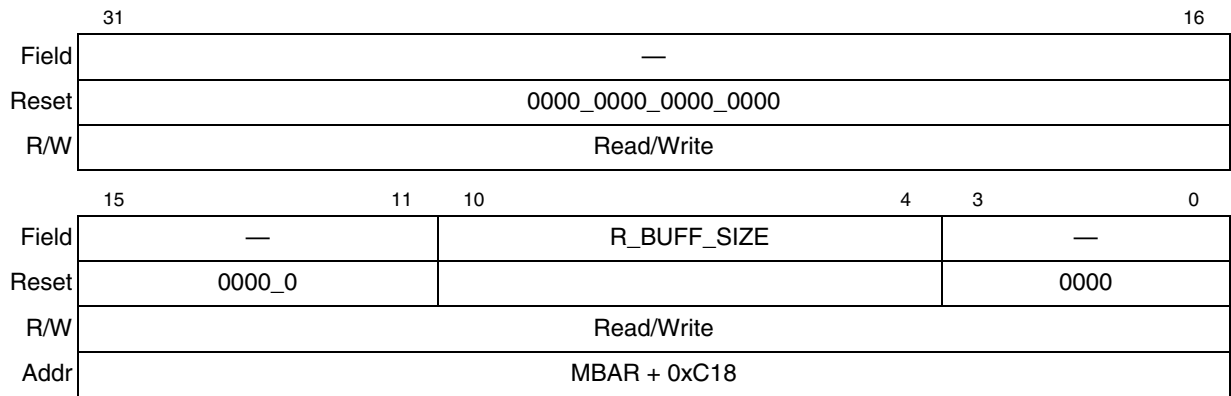 31 16
Field —
Reset 0000_0000_0000_0000
R/W Read/Write
15 11 10 4 3 0
Field — R_BUFF_SIZE —
Reset 0000_0 0000
R/W Read/Write
Addr MBAR + 0xC18